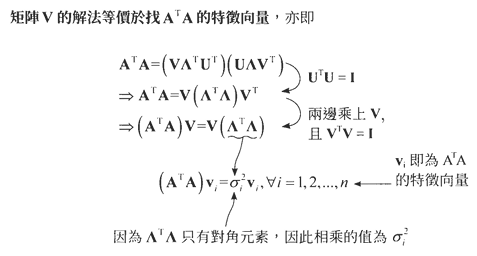 矩陣 V 的解法等價於找 AᵀA 的特徵向量，亦即
AᵀA=(VΛᵀUᵀ)(UΛVᵀ)
UᵀU = I
⇒ AᵀA=V(ΛᵀΛ)Vᵀ
兩邊乘上 V,
且 VᵀV = I
⇒ (AᵀA)V=V(ΛᵀΛ)
(AᵀA)vᵢ=σᵢ²vᵢ, ∀i = 1, 2, ..., n
vᵢ 即為 AᵀA
的特徵向量
因為 ΛᵀΛ 只有對角元素，因此相乘的值為 σᵢ²